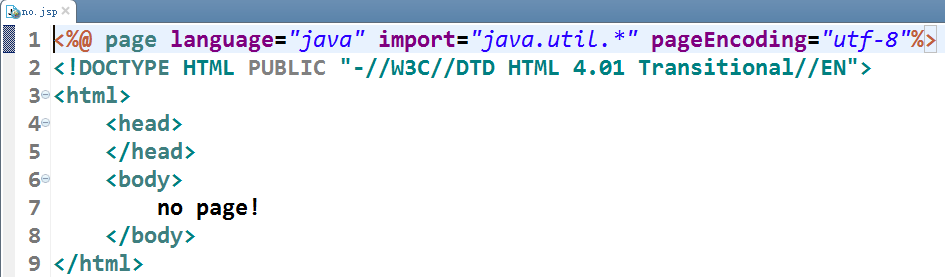 no.jsp
1 <%@ page language="java" import="java.util.*" pageEncoding="utf-8"%>
2 <!DOCTYPE HTML PUBLIC "-//W3C//DTD HTML 4.01 Transitional//EN">
3 <html>
4     <head>
5     </head>
6     <body>
7         no page!
8     </body>
9 </html>